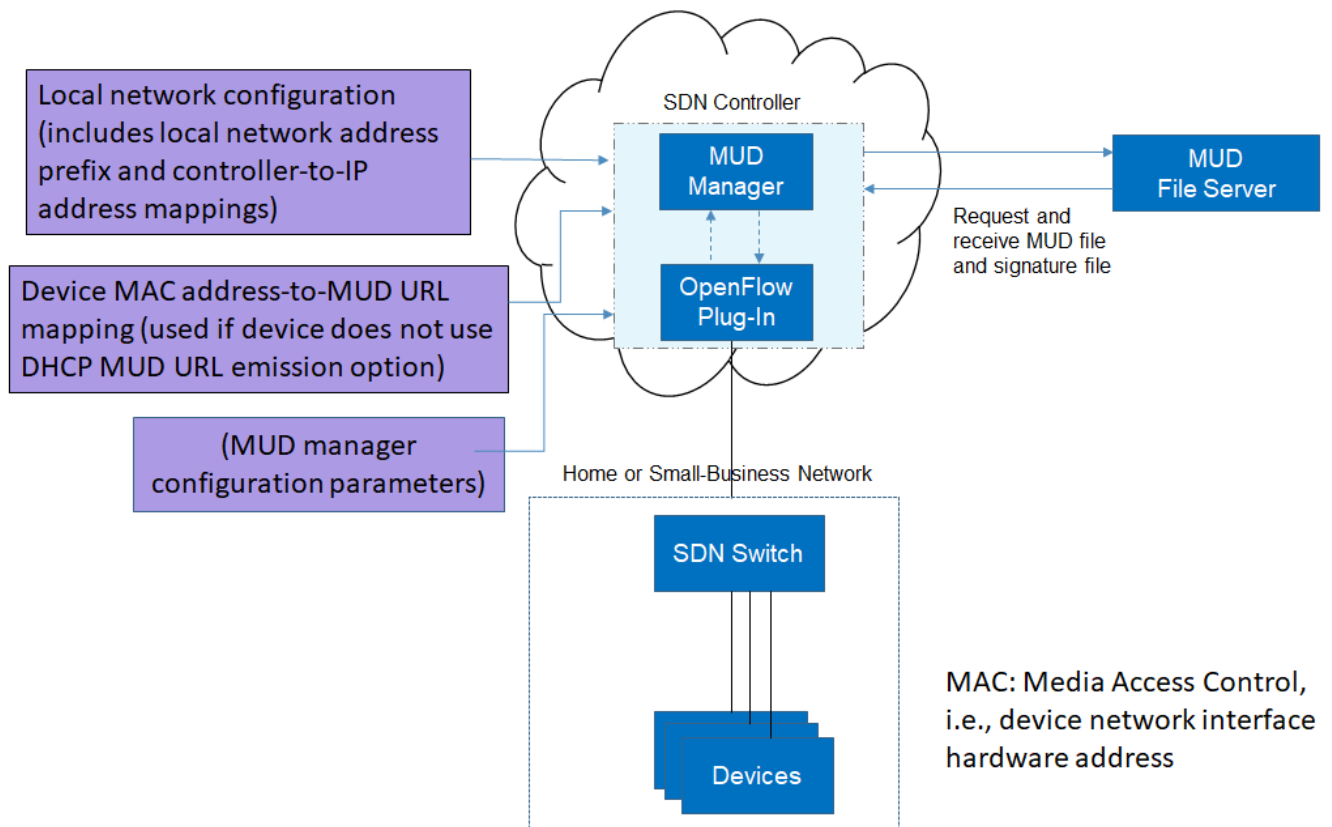 SDN Controller
Local network configuration
(includes local network address
prefix and controller-to-IP
address mappings)
MUD
Manager
MUD
File Server
Request and
receive MUD file
and signature file
Device MAC address-to-MUD URL
mapping (used if device does not use
DHCP MUD URL emission option)
OpenFlow
Plug-In
(MUD manager
configuration parameters)
Home or Small-Business Network
SDN Switch
Devices
MAC: Media Access Control,
i.e., device network interface
hardware address